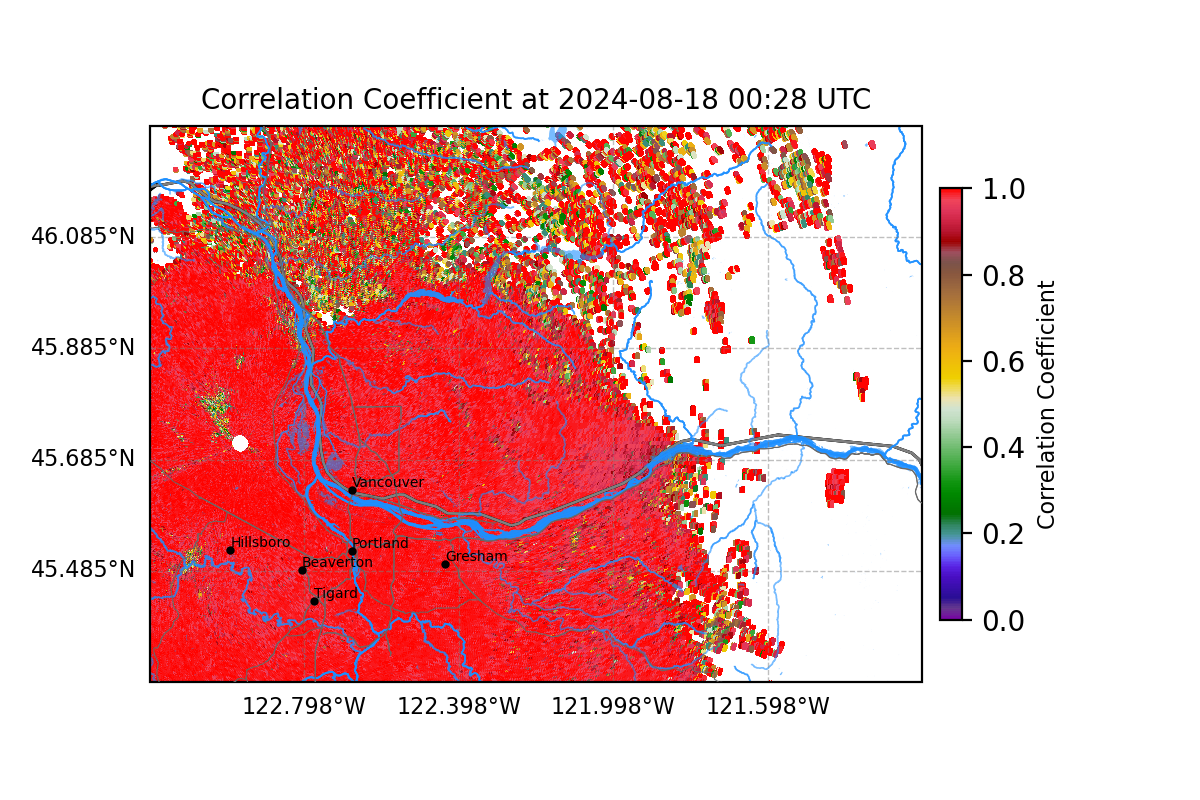 Correlation Coefficient at 2024-08-18 00:28 UTC
1.0
46.085°N
0.8
45.885°N
0.6
45.685°N
0.4
Correlation Coefficient
Vancouver
0.2
Hillsboro
Portland
Beaverton
Gresham
45.485°N
Tigard
0.0
122.798°W 122.398°W 121.998°W 121.598°W